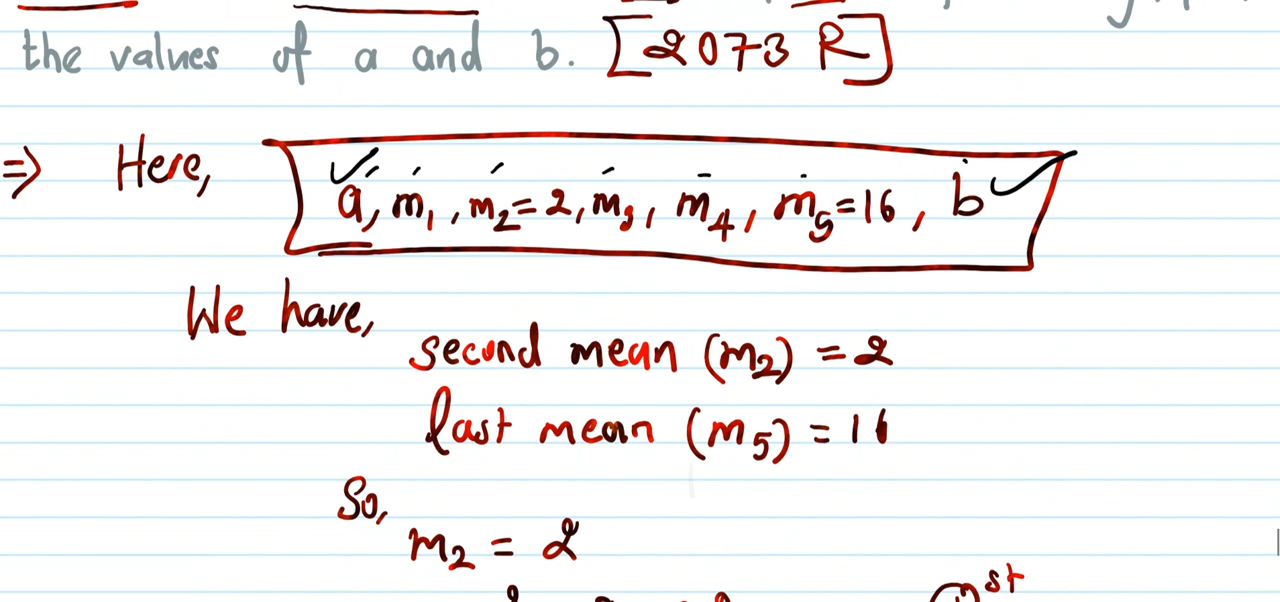 the values of a and b. [2073 R]
⇒ Here, a, m₁, m₂=2, m₃, m₄, m₅=16, b
We have,
second mean (m₂) = 2
last mean (m₅) = 16
So,
m₂ = 2
st